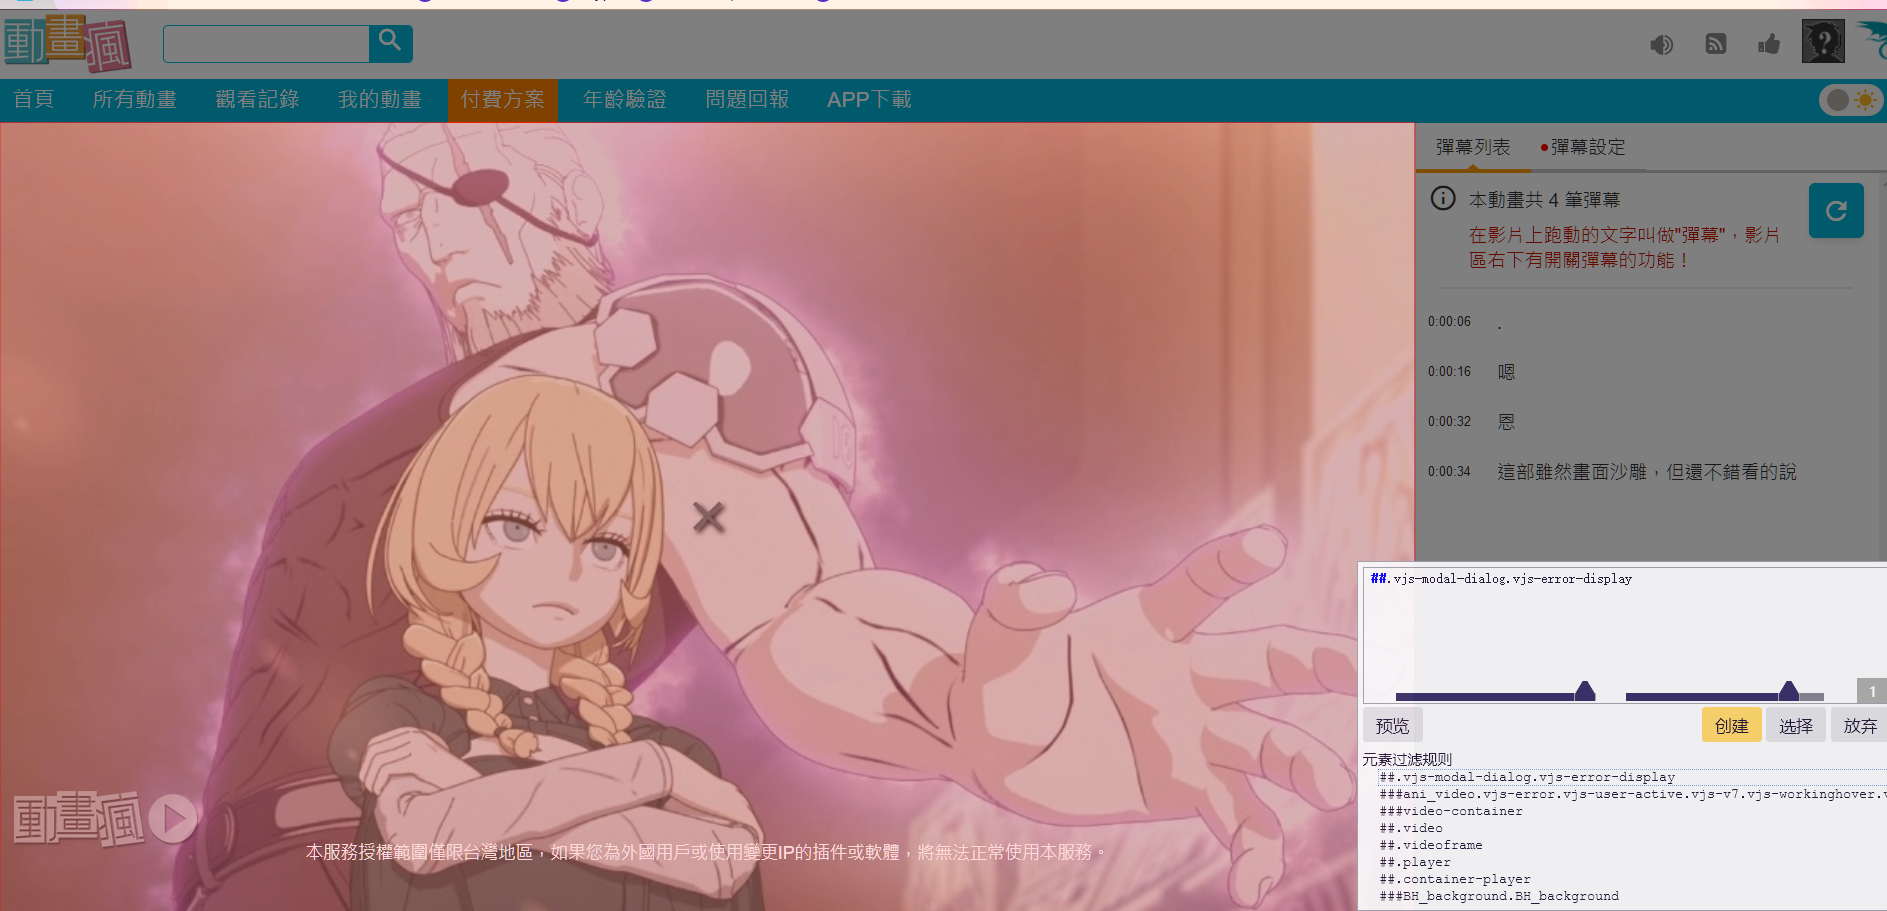 動畫瘋
首頁 所有動畫 觀看記錄 我的動畫 付費方案 年齡驗證 問題回報 APP下載
彈幕列表 彈幕設定
本動畫共 4 筆彈幕
在影片上跑動的文字叫做"彈幕"，影片
區右下有開關彈幕的功能！
0:00:06 .
0:00:16 嗯
0:00:32 恩
0:00:34 這部雖然畫面沙雕，但還不錯看的說
動畫瘋
本服務授權範圍僅限台灣地區，如果您為外國用戶或使用變更IP的插件或軟體，將無法正常使用本服務。
##.vjs-modal-dialog.vjs-error-display
1
预览 创建 选择 放弃
元素过滤规则
##.vjs-modal-dialog.vjs-error-display
###ani_video.vjs-error.vjs-user-active.vjs-v7.vjs-workinghover.
###video-container
##.video
##.videoframe
##.player
##.container-player
###BH_background.BH_background